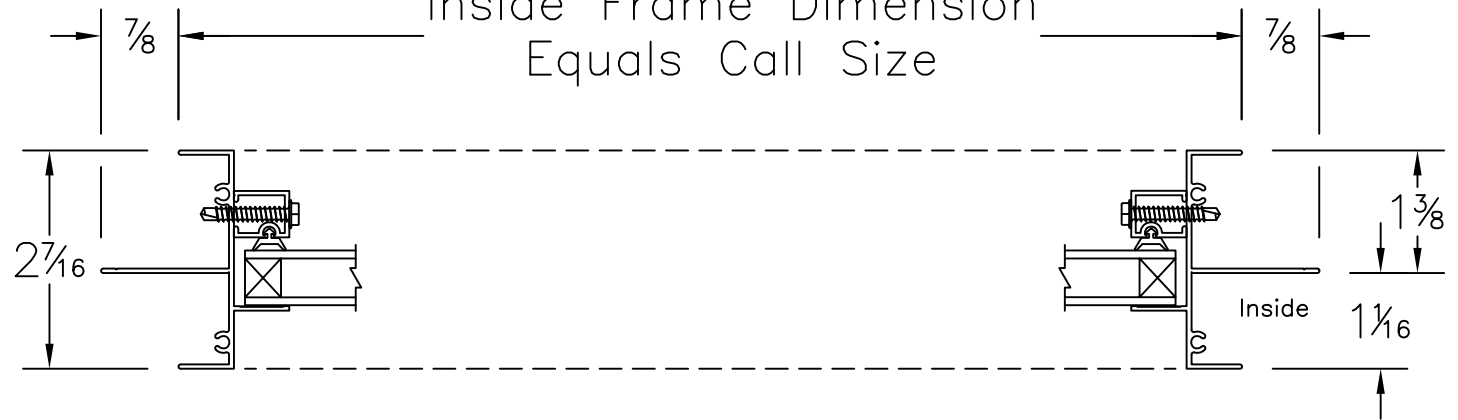 Inside Frame Dimension
7/8
7/8
Equals Call Size
2 7/16
1 3/8
Inside
1 1/16